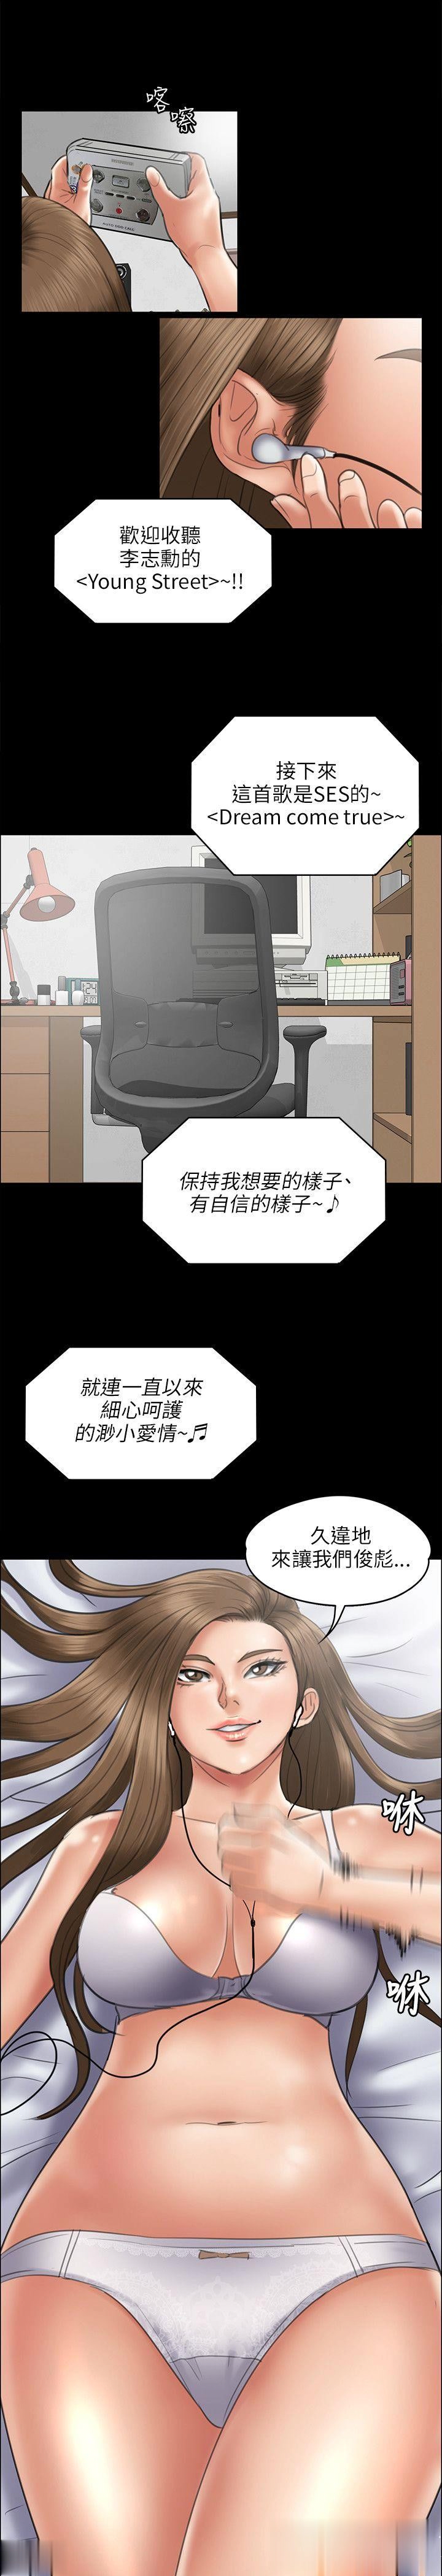 喀
嚓
歡迎收聽
李志勳的
<Young Street>~!!
接下來
這首歌是SES的~
<Dream come true>~
保持我想要的樣子、
有自信的樣子~♪
就連一直以來
細心呵護
的渺小愛情~♬
久違地
來讓我們俊彪...
咻
咻